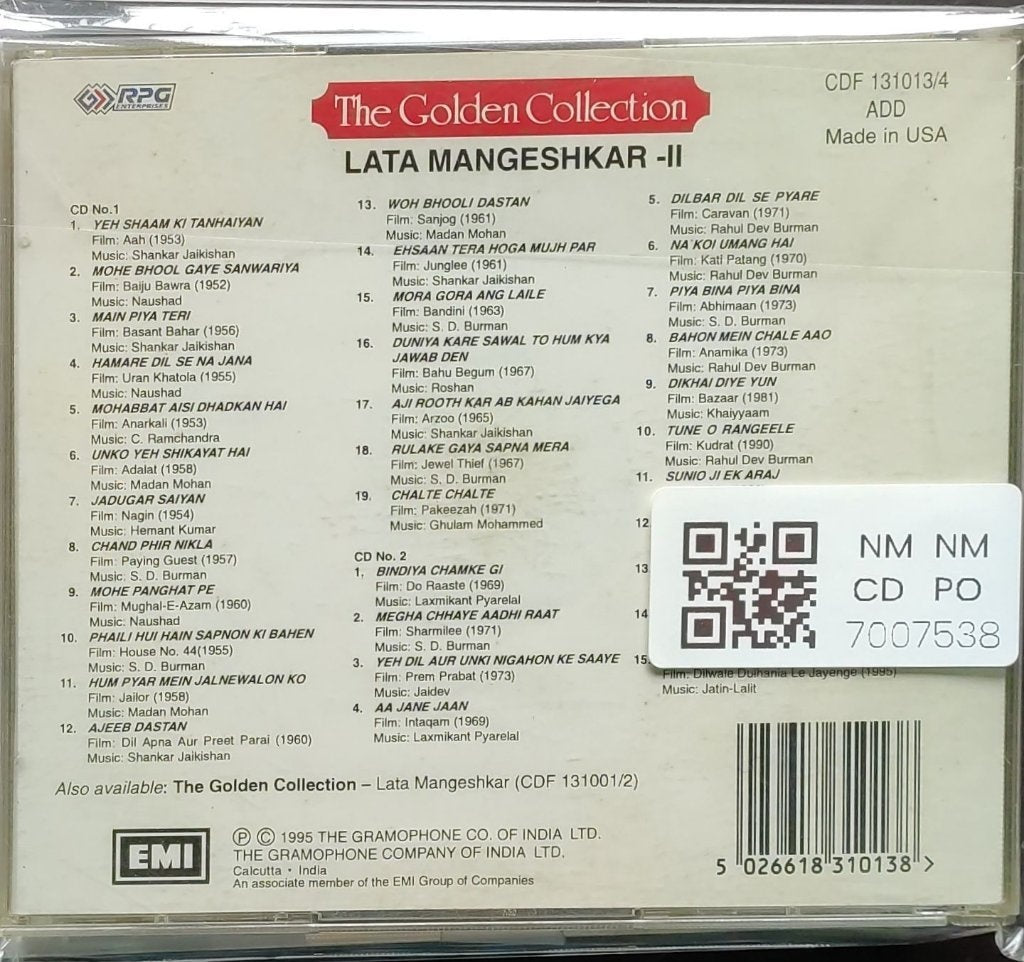 RPG
ENTERPRISES
The Golden Collection
LATA MANGESHKAR -II
CDF 131013/4
ADD
Made in USA
CD No.1
1. YEH SHAAM KI TANHAIYAN
Film: Aah (1953)
Music: Shankar Jaikishan
2. MOHE BHOOL GAYE SANWARIYA
Film: Baiju Bawra (1952)
Music: Naushad
3. MAIN PIYA TERI
Film: Basant Bahar (1956)
Music: Shankar Jaikishan
4. HAMARE DIL SE NA JANA
Film: Uran Khatola (1955)
Music: Naushad
5. MOHABBAT AISI DHADKAN HAI
Film: Anarkali (1953)
Music: C. Ramchandra
6. UNKO YEH SHIKAYAT HAI
Film: Adalat (1958)
Music: Madan Mohan
7. JADUGAR SAIYAN
Film: Nagin (1954)
Music: Hemant Kumar
8. CHAND PHIR NIKLA
Film: Paying Guest (1957)
Music: S. D. Burman
9. MOHE PANGHAT PE
Film: Mughal-E-Azam (1960)
Music: Naushad
10. PHAILI HUI HAIN SAPNON KI BAHEN
Film: House No. 44(1955)
Music: S. D. Burman
11. HUM PYAR MEIN JALNEWALON KO
Film: Jailor (1958)
Music: Madan Mohan
12. AJEEB DASTAN
Film: Dil Apna Aur Preet Parai (1960)
Music: Shankar Jaikishan
13. WOH BHOOLI DASTAN
Film: Sanjog (1961)
Music: Madan Mohan
14. EHSAAN TERA HOGA MUJH PAR
Film: Junglee (1961)
Music: Shankar Jaikishan
15. MORA GORA ANG LAILE
Film: Bandini (1963)
Music: S. D. Burman
16. DUNIYA KARE SAWAL TO HUM KYA
JAWAB DEN
Film: Bahu Begum (1967)
Music: Roshan
17. AJI ROOTH KAR AB KAHAN JAIYEGA
Film: Arzoo (1965)
Music: Shankar Jaikishan
18. RULAKE GAYA SAPNA MERA
Film: Jewel Thief (1967)
Music: S. D. Burman
19. CHALTE CHALTE
Film: Pakeezah (1971)
Music: Ghulam Mohammed
CD No. 2
1. BINDIYA CHAMKE GI
Film: Do Raaste (1969)
Music: Laxmikant Pyarelal
2. MEGHA CHHAYE AADHI RAAT
Film: Sharmilee (1971)
Music: S. D. Burman
3. YEH DIL AUR UNKI NIGAHON KE SAAYE
Film: Prem Prabat (1973)
Music: Jaidev
4. AA JANE JAAN
Film: Intaqam (1969)
Music: Laxmikant Pyarelal
5. DILBAR DIL SE PYARE
Film: Caravan (1971)
Music: Rahul Dev Burman
6. NA KOI UMANG HAI
Film: Kati Patang (1970)
Music: Rahul Dev Burman
7. PIYA BINA PIYA BINA
Film: Abhimaan (1973)
Music: S. D. Burman
8. BAHON MEIN CHALE AAO
Film: Anamika (1973)
Music: Rahul Dev Burman
9. DIKHAI DIYE YUN
Film: Bazaar (1981)
Music: Khaiyyaam
10. TUNE O RANGEELE
Film: Kudrat (1990)
Music: Rahul Dev Burman
11. SUNIO JI EK ARAJ
12
13
14
15.
Film: Dilwale Dulhania Le Jayenge (1995)
Music: Jatin-Lalit
NM NM
CD PO
7007538
Also available: The Golden Collection – Lata Mangeshkar (CDF 131001/2)
EMI
Ⓟ Ⓒ 1995 THE GRAMOPHONE CO. OF INDIA LTD.
THE GRAMOPHONE COMPANY OF INDIA LTD.
Calcutta • India
An associate member of the EMI Group of Companies
5 026618 310138 >